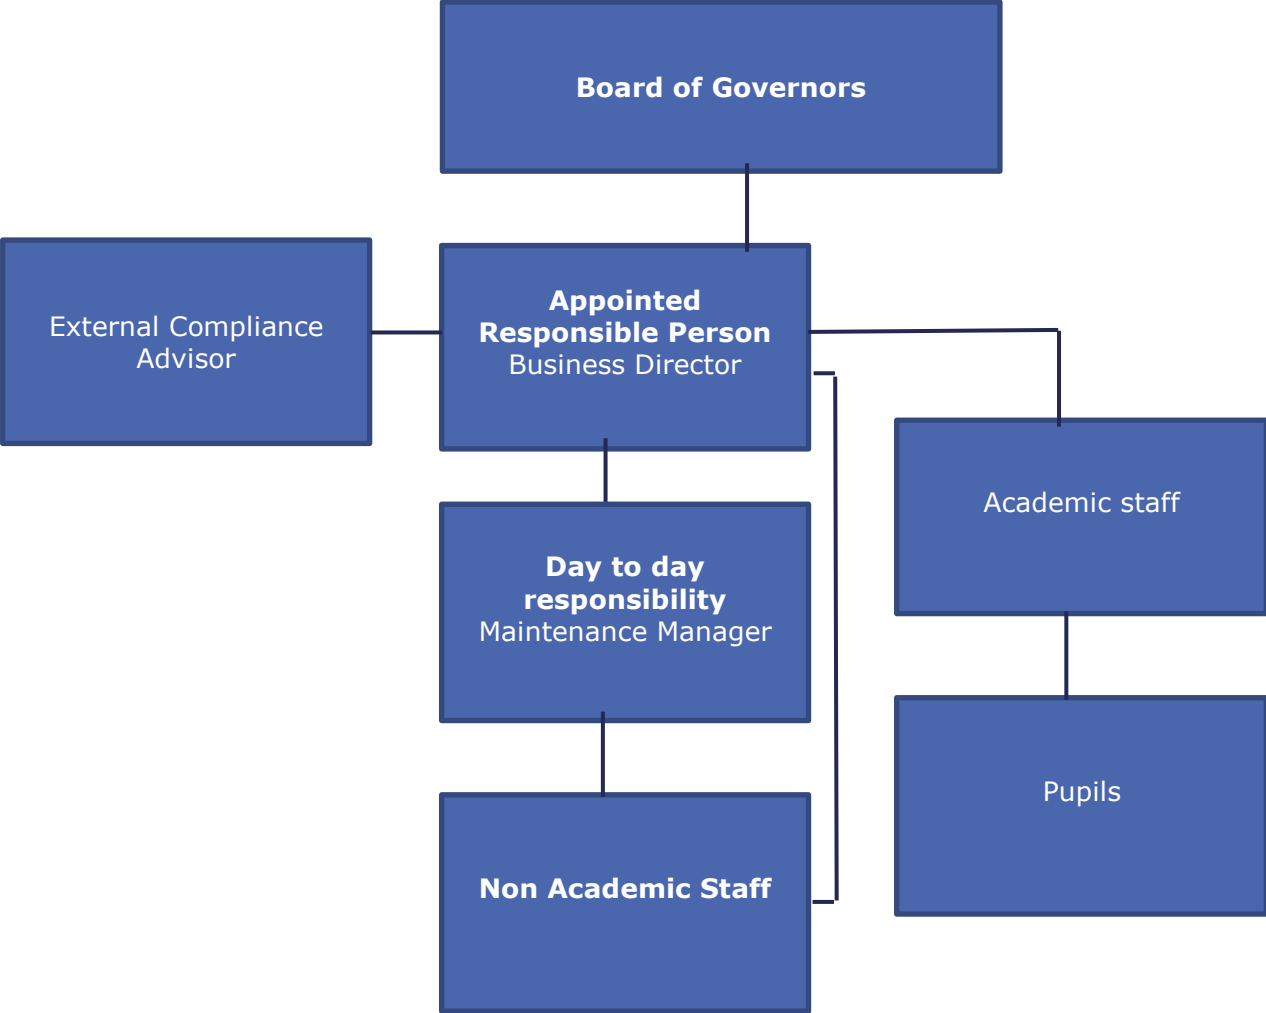 Board of Governors
External Compliance
Advisor
Appointed
Responsible Person
Business Director
Academic staff
Day to day
responsibility
Maintenance Manager
Pupils
Non Academic Staff